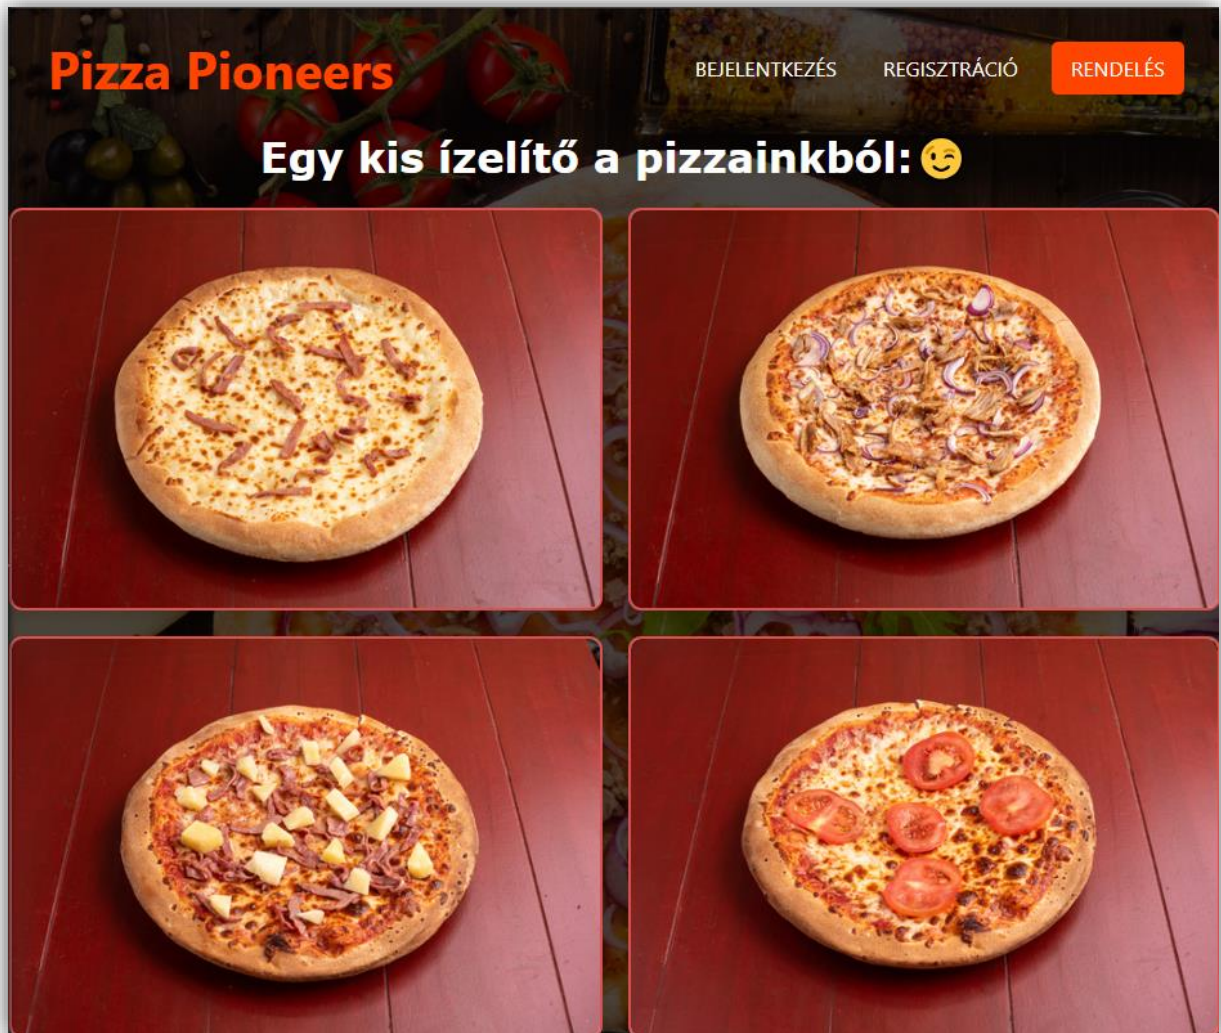 Pizza Pioneers
BEJELENTKEZÉS REGISZTRÁCIÓ RENDELÉS
Egy kis ízelítő a pizzainkból:😉